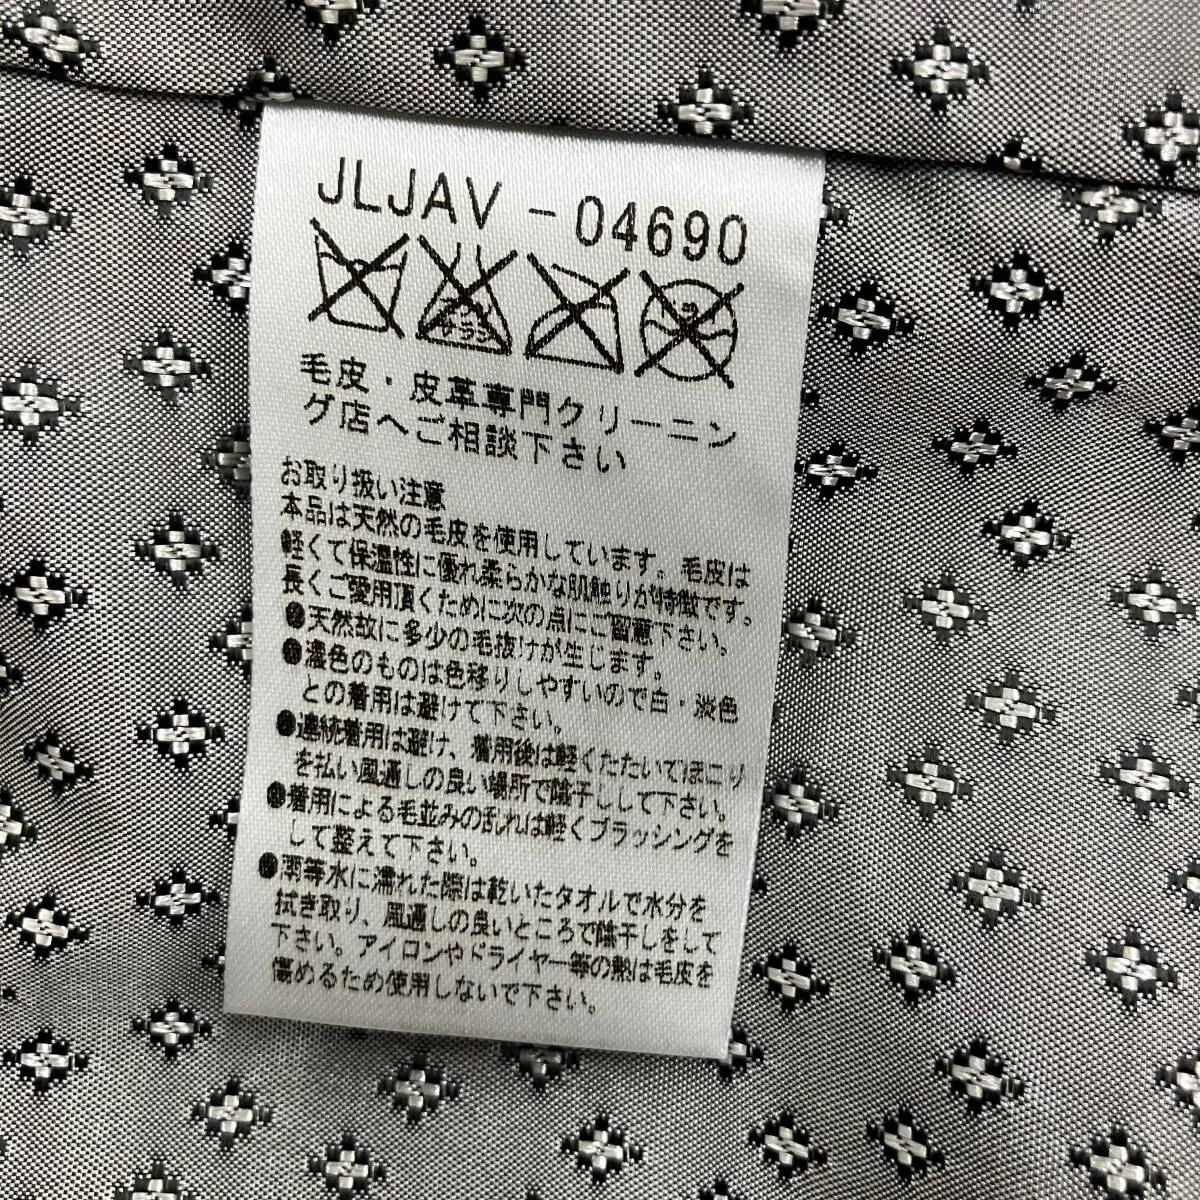 JLJAV-04690
エンソ
サラシ
毛皮・皮革専門クリーニン
グ店へご相談下さい
お取り扱い注意
本品は天然の毛皮を使用しています。毛皮は
軽くて保温性に優れ柔らかな肌触りが特徴です。
長くご愛用頂くために次の点にご留意下さい。
●天然故に多少の毛抜けが生じます。
●濃色のものは色移りしやすいので白・淡色
との着用は避けて下さい。
●連続着用は避け、着用後は軽くたたいてほこり
を払い風通しの良い場所で陰干しして下さい。
●着用による毛並みの乱れは軽くブラッシングを
して整えて下さい。
●雨等水に濡れた際は乾いたタオルで水分を
拭き取り、風通しの良いところで陰干しをして
下さい。アイロンやドライヤー等の熱は毛皮を
傷めるため使用しないで下さい。